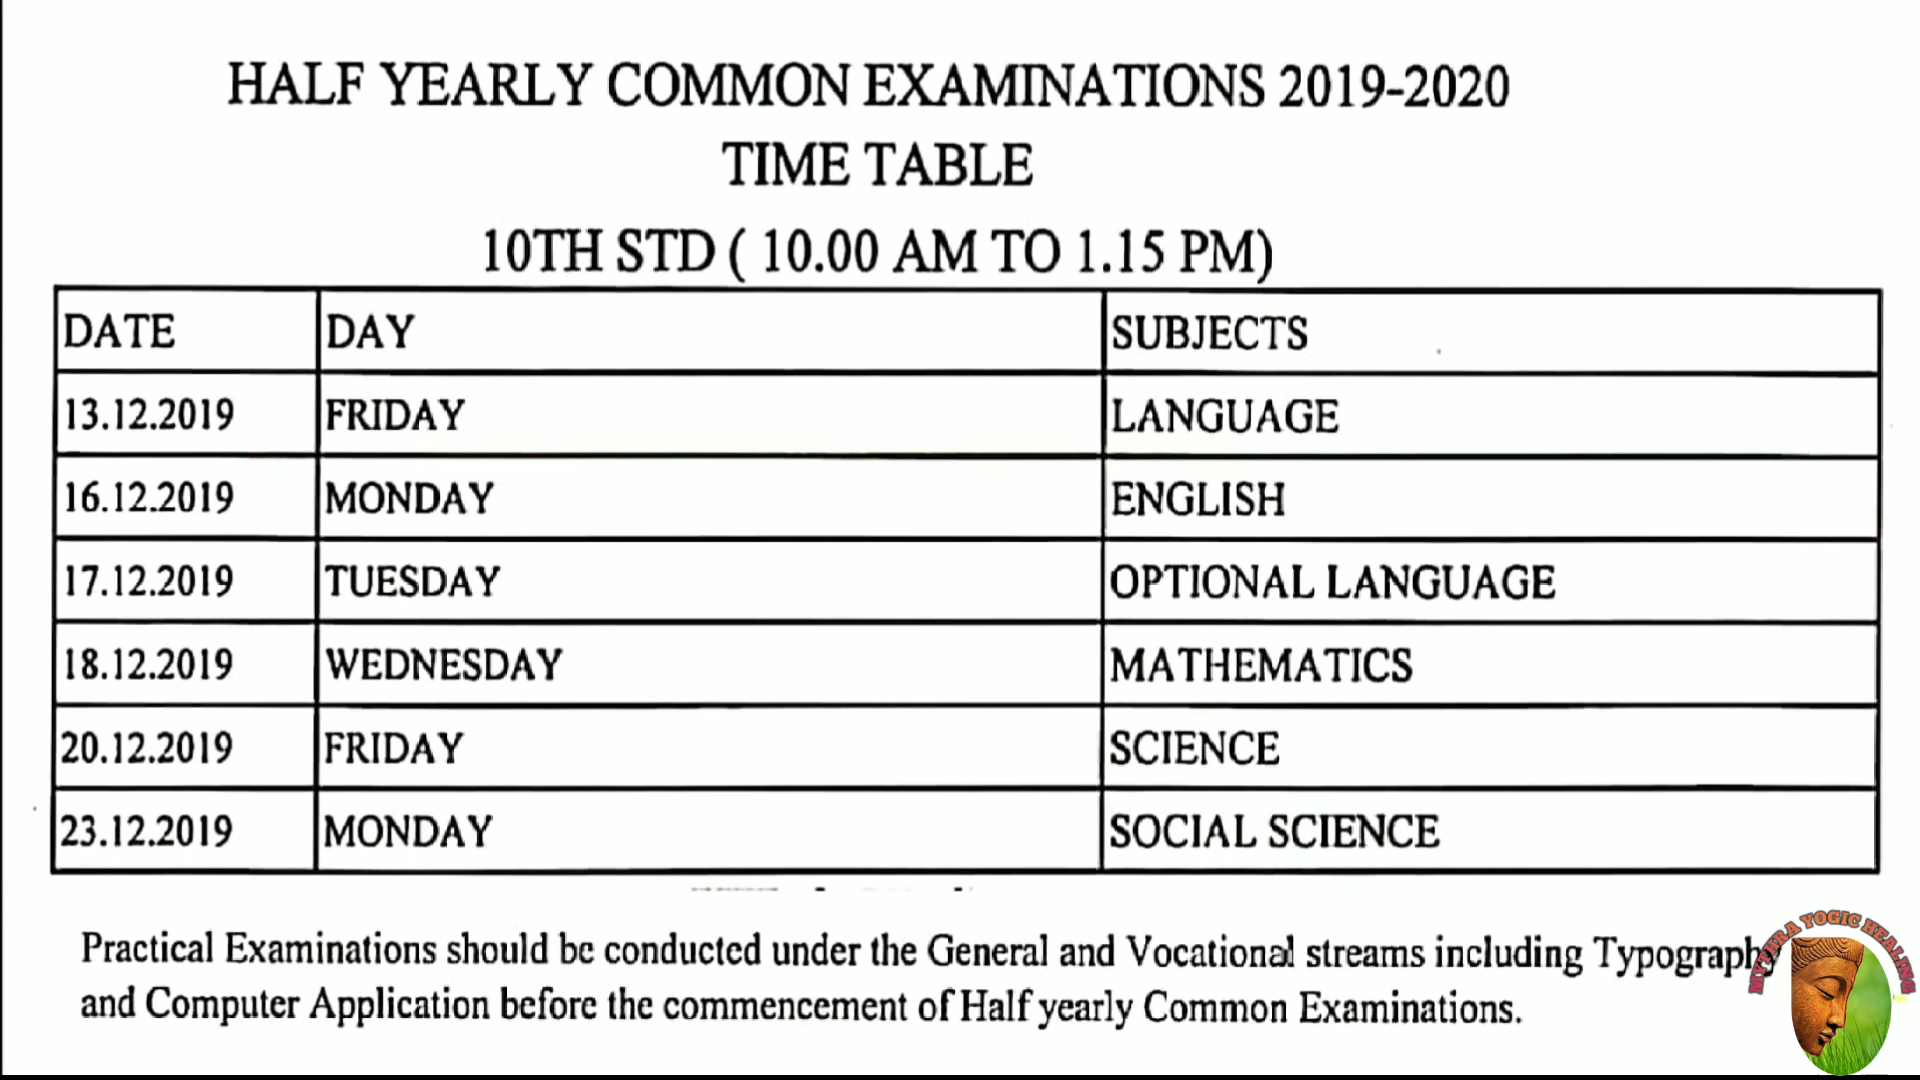 HALF YEARLY COMMON EXAMINATIONS 2019-2020
TIME TABLE
10TH STD ( 10.00 AM TO 1.15 PM)
DATE DAY SUBJECTS
13.12.2019 FRIDAY LANGUAGE
16.12.2019 MONDAY ENGLISH
17.12.2019 TUESDAY OPTIONAL LANGUAGE
18.12.2019 WEDNESDAY MATHEMATICS
20.12.2019 FRIDAY SCIENCE
23.12.2019 MONDAY SOCIAL SCIENCE
Practical Examinations should be conducted under the General and Vocational streams including Typography
and Computer Application before the commencement of Half yearly Common Examinations.
YOGIC HEALING